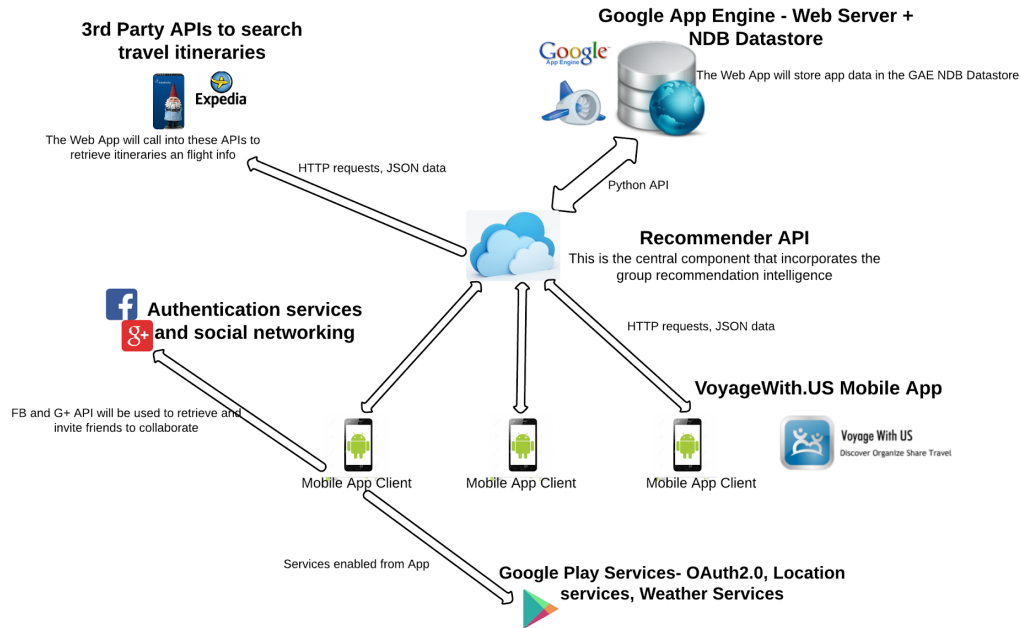 3rd Party APIs to search
travel itineraries
Expedia
The Web App will call into these APIs to
retrieve itineraries an flight info
Google App Engine - Web Server +
NDB Datastore
Google
App Engine
The Web App will store app data in the GAE NDB Datastore
HTTP requests, JSON data
Python API
Recommender API
This is the central component that incorporates the
group recommendation intelligence
f
g+
Authentication services
and social networking
HTTP requests, JSON data
FB and G+ API will be used to retrieve and
invite friends to collaborate
VoyageWith.US Mobile App
Voyage With US
Discover Organize Share Travel
Mobile App Client
Mobile App Client
Mobile App Client
Services enabled from App
Google Play Services- OAuth2.0, Location
services, Weather Services